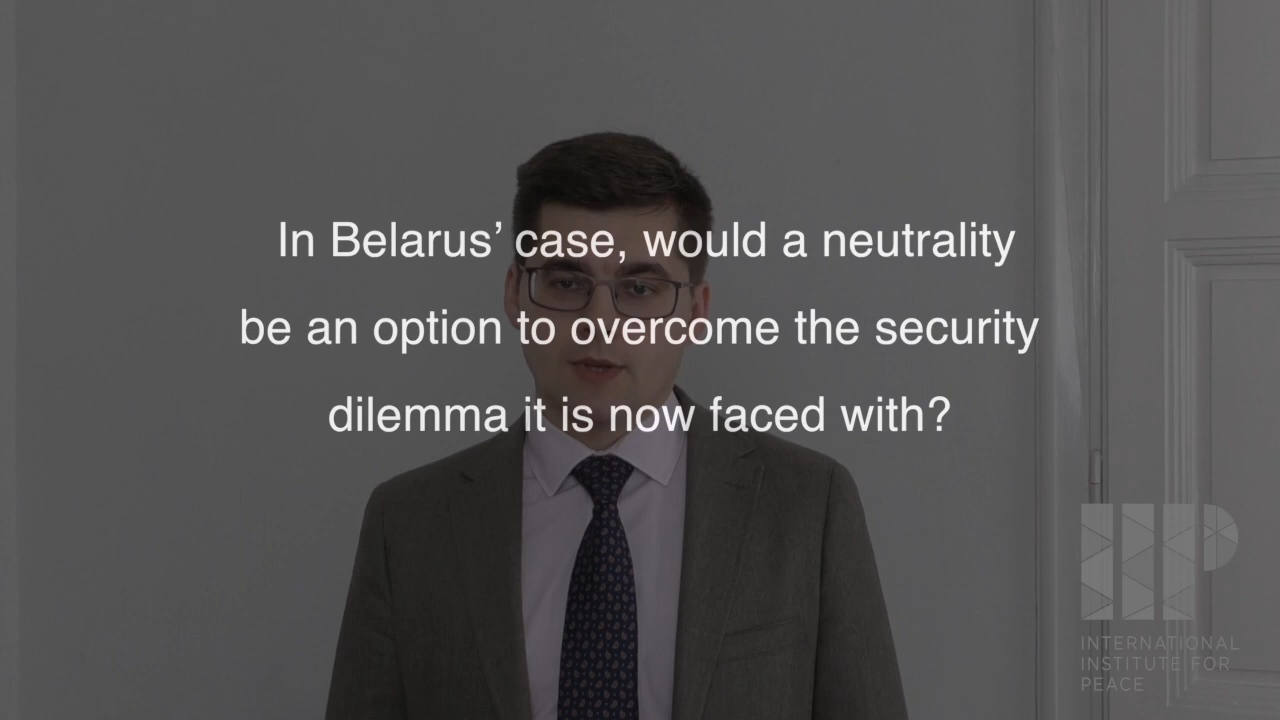 In Belarus’ case, would a neutrality
be an option to overcome the security
dilemma it is now faced with?
IIP
INTERNATIONAL
INSTITUTE FOR
PEACE